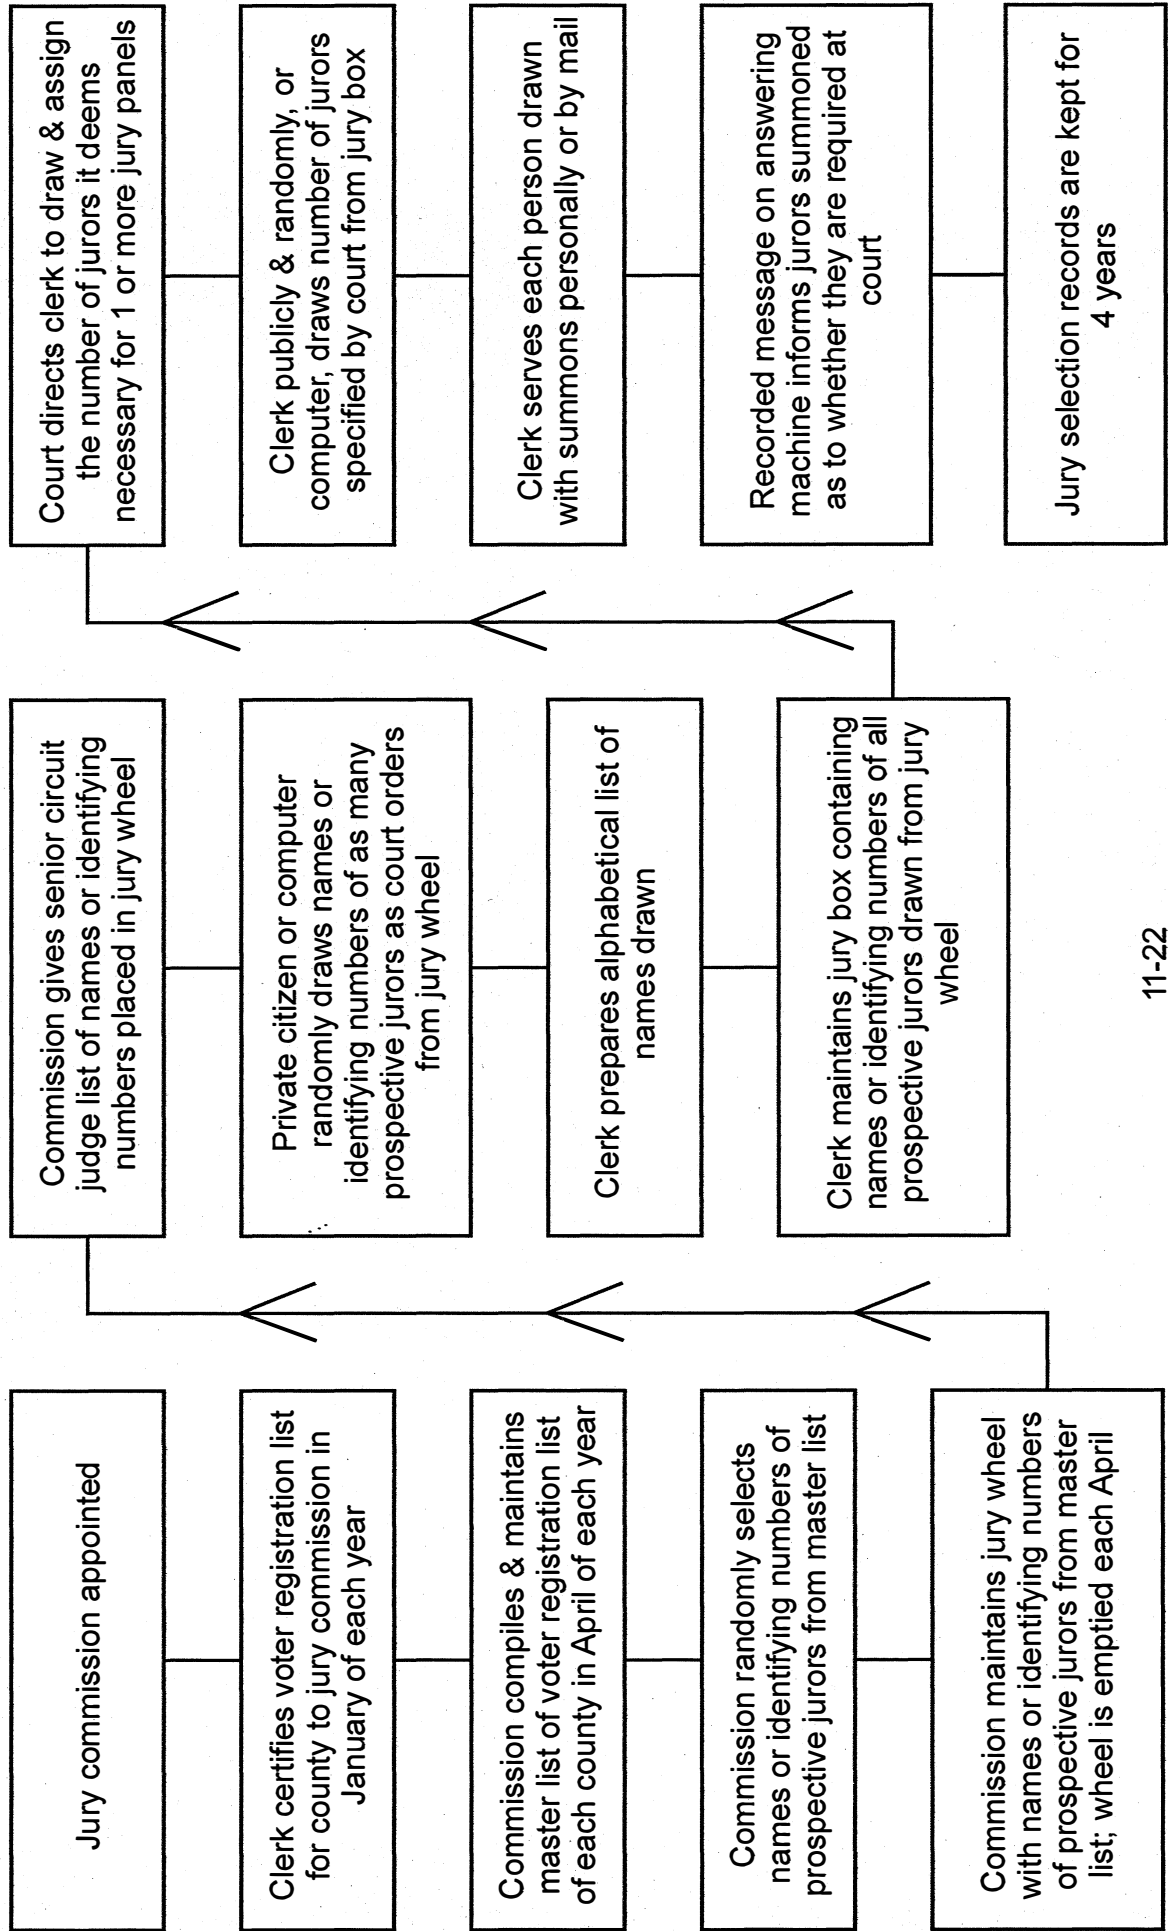 Jury commission appointed
Clerk certifies voter registration list
for county to jury commission in
January of each year
Commission compiles & maintains
master list of voter registration list
of each county in April of each year
Commission randomly selects
names or identifying numbers of
prospective jurors from master list
Commission maintains jury wheel
with names or identifying numbers
of prospective jurors from master
list; wheel is emptied each April
Commission gives senior circuit
judge list of names or identifying
numbers placed in jury wheel
Private citizen or computer
randomly draws names or
identifying numbers of as many
prospective jurors as court orders
from jury wheel
Clerk prepares alphabetical list of
names drawn
Clerk maintains jury box containing
names or identifying numbers of all
prospective jurors drawn from jury
wheel
Court directs clerk to draw & assign
the number of jurors it deems
necessary for 1 or more jury panels
Clerk publicly & randomly, or
computer, draws number of jurors
specified by court from jury box
Clerk serves each person drawn
with summons personally or by mail
Recorded message on answering
machine informs jurors summoned
as to whether they are required at
court
Jury selection records are kept for
4 years
11-22